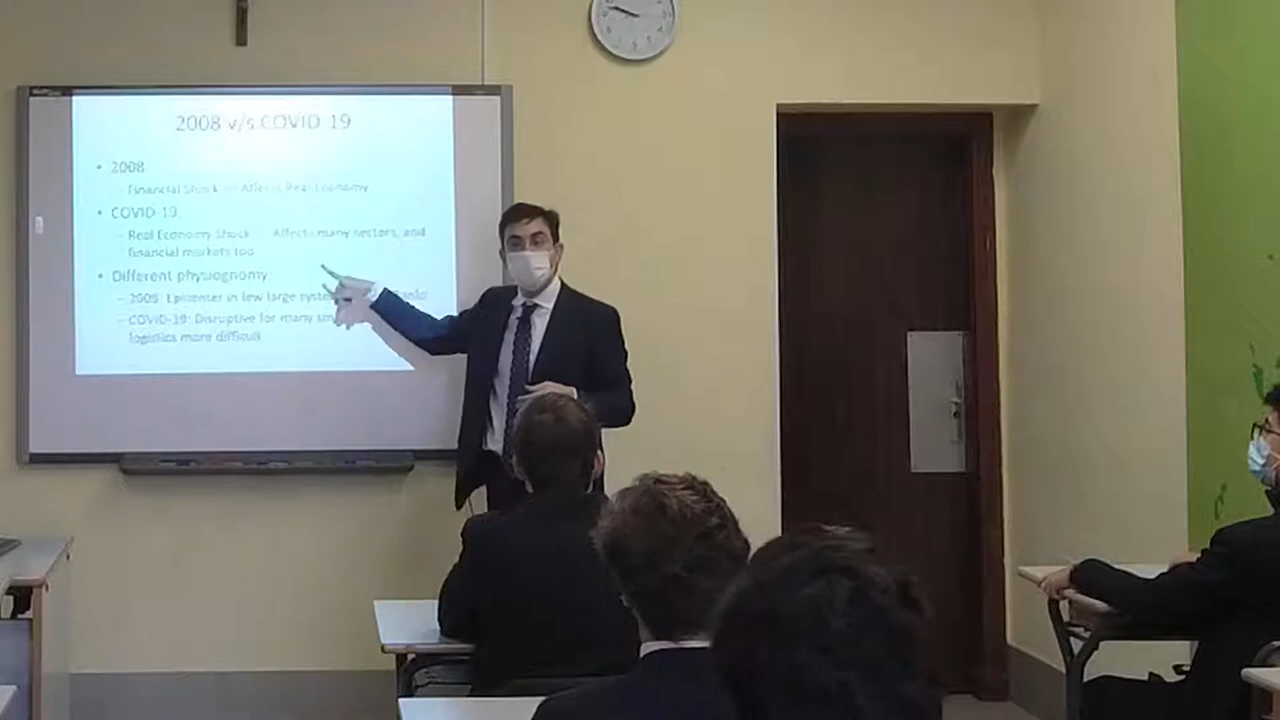 2008 v/s COVID 19
• 2008
– Financial Shock Affects Real Economy
• COVID-19
– Real Economy Shock Affects many sectors, and
financial markets too
• Different physiognomy
– 2008: Epicenter in few large
– COVID-19: Disruptive for many
logistics more difficult